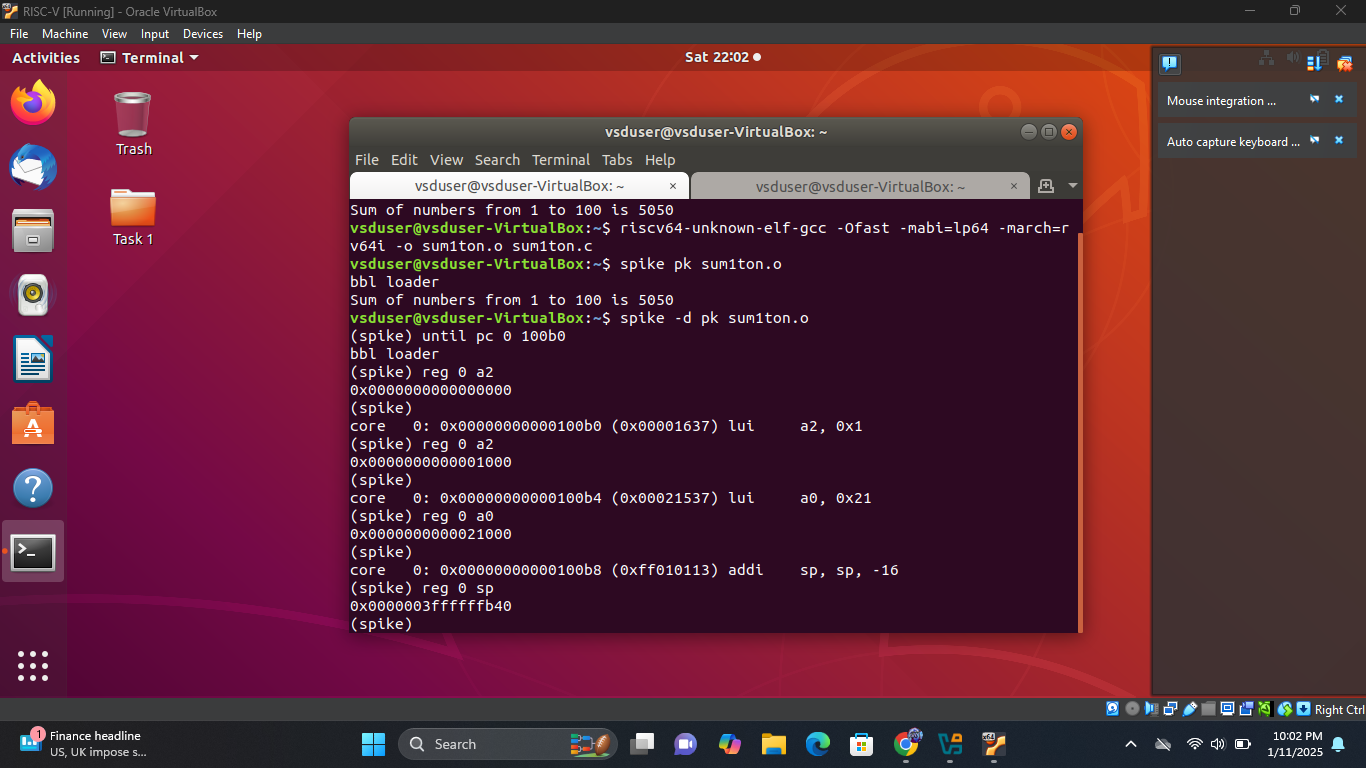 RISC-V [Running] - Oracle VirtualBox
File Machine View Input Devices Help
Activities Terminal Sat 22:02
Mouse integration ...
Auto capture keyboard ...
Trash
Task 1
vsduser@vsduser-VirtualBox: ~
File Edit View Search Terminal Tabs Help
vsduser@vsduser-VirtualBox: ~ × vsduser@vsduser-VirtualBox: ~ ×
Sum of numbers from 1 to 100 is 5050
vsduser@vsduser-VirtualBox:~$ riscv64-unknown-elf-gcc -Ofast -mabi=lp64 -march=r
v64i -o sum1ton.o sum1ton.c
vsduser@vsduser-VirtualBox:~$ spike pk sum1ton.o
bbl loader
Sum of numbers from 1 to 100 is 5050
vsduser@vsduser-VirtualBox:~$ spike -d pk sum1ton.o
(spike) until pc 0 100b0
bbl loader
(spike) reg 0 a2
0x0000000000000000
(spike)
core   0: 0x00000000000100b0 (0x00001637) lui     a2, 0x1
(spike) reg 0 a2
0x0000000000001000
(spike)
core   0: 0x00000000000100b4 (0x00021537) lui     a0, 0x21
(spike) reg 0 a0
0x0000000000021000
(spike)
core   0: 0x00000000000100b8 (0xff010113) addi    sp, sp, -16
(spike) reg 0 sp
0x0000003ffffffb40
(spike)
Right Ctrl
1
Finance headline
US, UK impose s...
Search
10:02 PM
1/11/2025